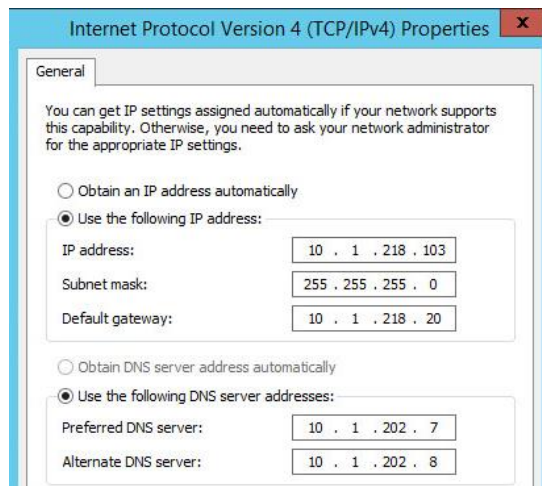 Internet Protocol Version 4 (TCP/IPv4) Properties
x
General
You can get IP settings assigned automatically if your network supports
this capability. Otherwise, you need to ask your network administrator
for the appropriate IP settings.
Obtain an IP address automatically
Use the following IP address:
IP address: 10 . 1 . 218 . 103
Subnet mask: 255 . 255 . 255 . 0
Default gateway: 10 . 1 . 218 . 20
Obtain DNS server address automatically
Use the following DNS server addresses:
Preferred DNS server: 10 . 1 . 202 . 7
Alternate DNS server: 10 . 1 . 202 . 8